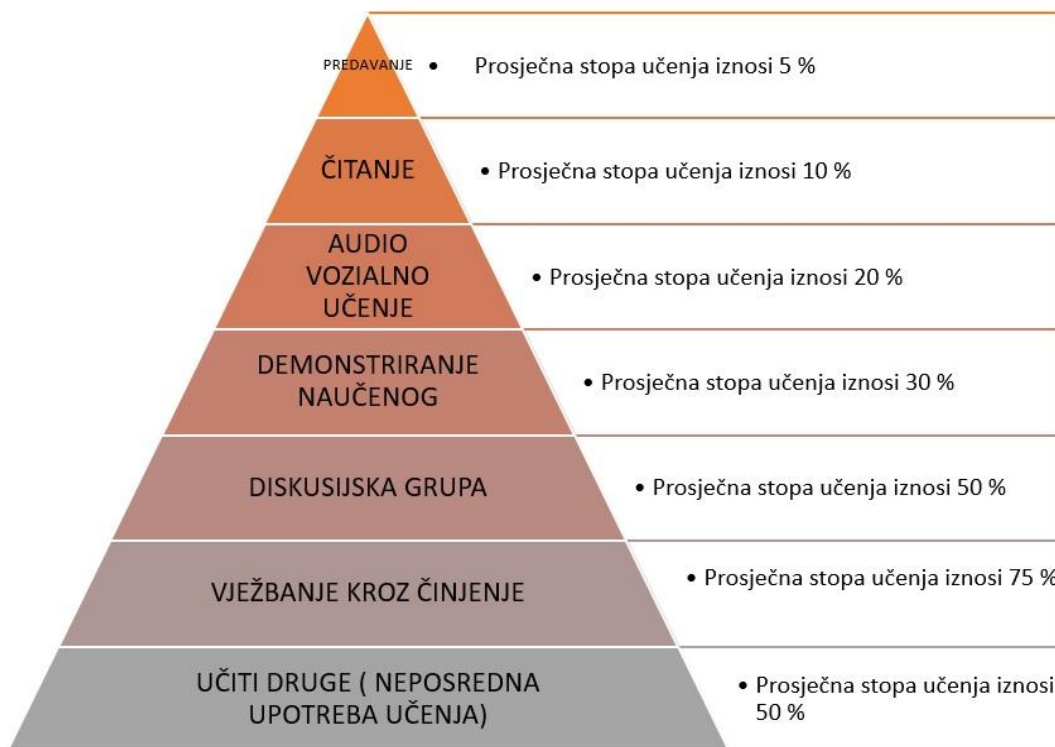 PREDAVANJE
• Prosječna stopa učenja iznosi 5 %
ČITANJE
• Prosječna stopa učenja iznosi 10 %
AUDIO
VOZIALNO
UČENJE
• Prosječna stopa učenja iznosi 20 %
DEMONSTRIRANJE
NAUČENOG
• Prosječna stopa učenja iznosi 30 %
DISKUSIJSKA GRUPA
• Prosječna stopa učenja iznosi 50 %
VJEŽBANJE KROZ ČINJENJE
• Prosječna stopa učenja iznosi 75 %
UČITI DRUGE ( NEPOSREDNA
UPOTREBA UČENJA)
• Prosječna stopa učenja iznosi
50 %